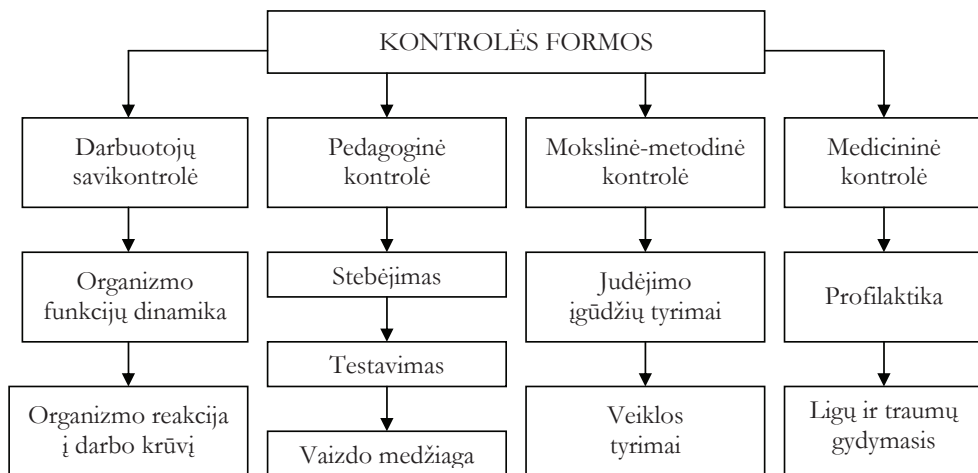 KONTROLĖS FORMOS
Darbuotojų
savikontrolė
Pedagoginė
kontrolė
Mokslinė-metodinė
kontrolė
Medicininė
kontrolė
Organizmo
funkcijų dinamika
Stebėjimas
Judėjimo
įgūdžių tyrimai
Profilaktika
Testavimas
Organizmo reakcija
į darbo krūvį
Vaizdo medžiaga
Veiklos
tyrimai
Ligų ir traumų
gydymasis